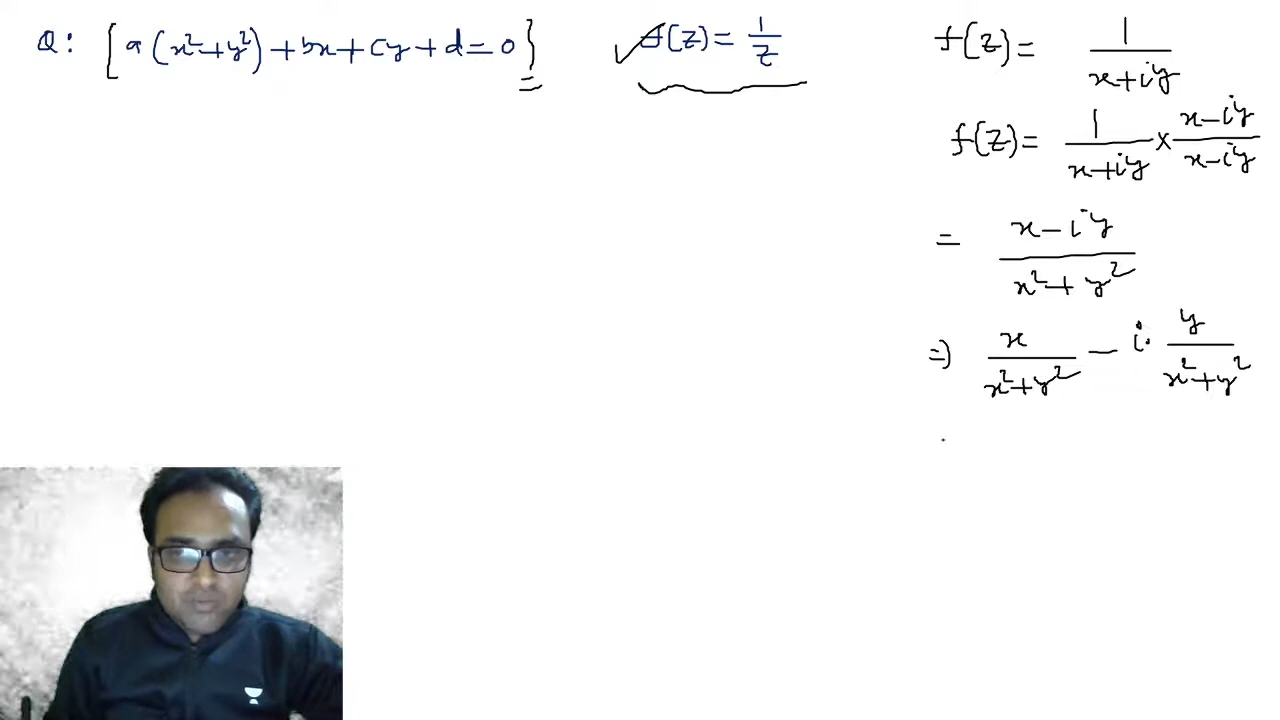 Q: [a(x²+y²)+bx+cy+d=0} f(z)= 1/z
f(z)= 1/(x+iy)
f(z)= 1/(x+iy) × (x-iy)/(x-iy)
= (x-iy)/(x²+y²)
⇒ x/(x²+y²) - i. y/(x²+y²)